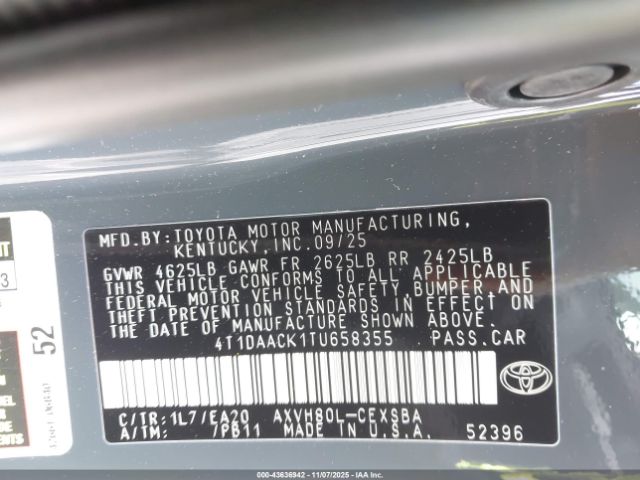 MFD.BY: TOYOTA MOTOR MANUFACTURING,
KENTUCKY, INC. 09/25
GVWR 4625LB GAWR FR 2625LB RR 2425LB
THIS VEHICLE CONFORMS TO ALL APPLICABLE
FEDERAL MOTOR VEHICLE SAFETY, BUMPER AND
THEFT PREVENTION STANDARDS IN EFFECT ON
THE DATE OF MANUFACTURE SHOWN ABOVE.
4T1DAACK1TU658355 PASS.CAR
C/TR: 1L7/EA20 AXVH80L-CEXSBA
A/TM: 7PB11 MADE IN U.S.A. 52396
52
#43636942 - 11/07/2025 - IAAI.COM